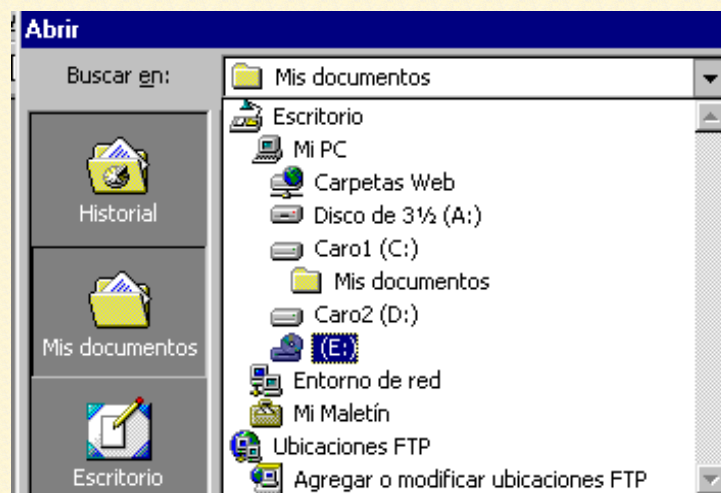 Abrir
Buscar en:
Mis documentos
Escritorio
Mi PC
Carpetas Web
Disco de 3½ (A:)
Caro1 (C:)
Mis documentos
Caro2 (D:)
(E:)
Entorno de red
Mi Maletín
Ubicaciones FTP
Agregar o modificar ubicaciones FTP
Historial
Mis documentos
Escritorio